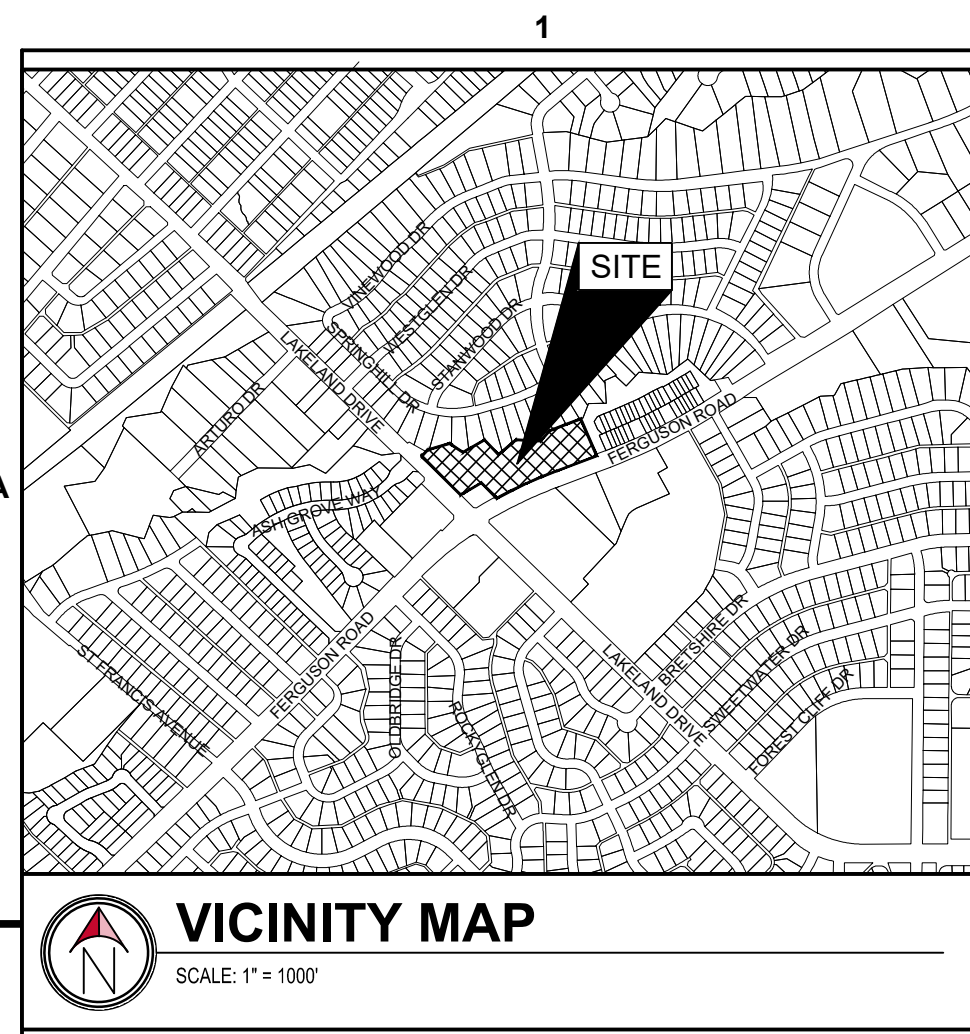 1
SITE
VINEWOOD DR
WESTGLEN DR
STANWOOD DR
SPRINGHILL DR
LAKELAND DRIVE
ARTURO DR
FERGUSON ROAD
A
ASH GROVE WAY
ST FRANCIS AVENUE
FERGUSON ROAD
OLDBRIDGE DR
ROCKYGLEN DR
LAKELAND DRIVE
BRETSHIRE DR
SWEETWATER DR
FOREST CLIFF DR
VICINITY MAP
N
SCALE: 1" = 1000'